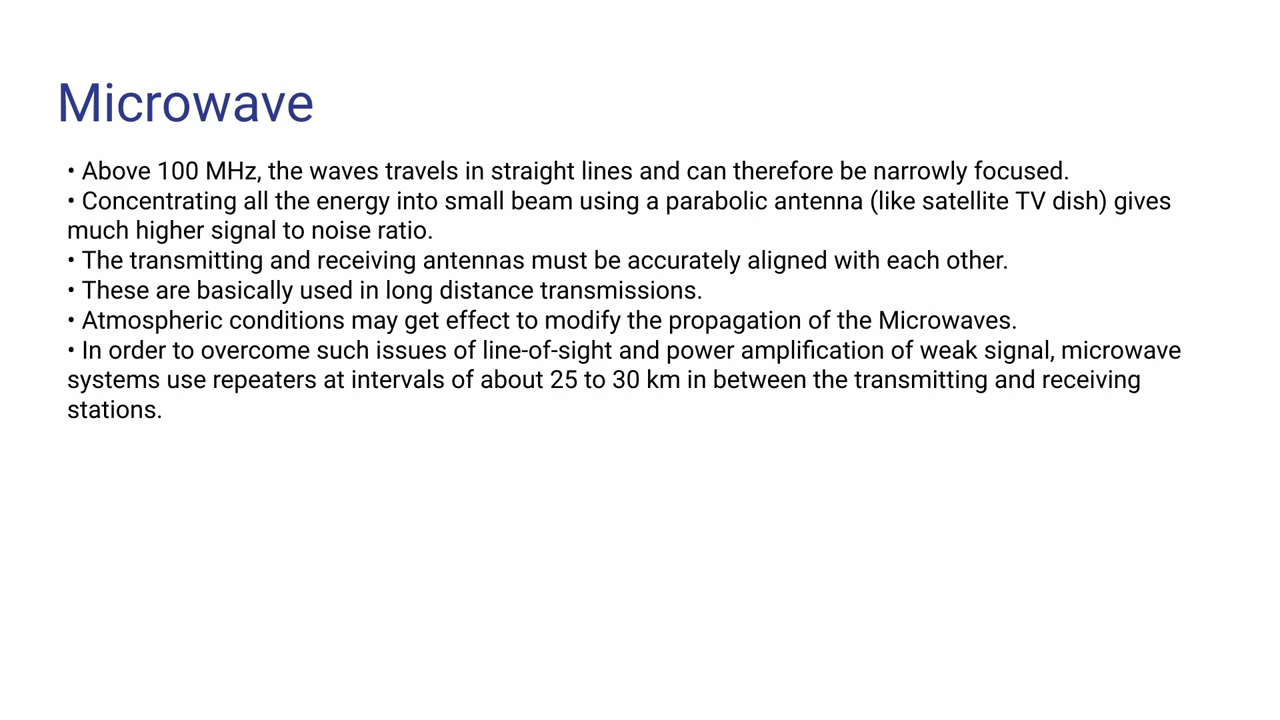 Microwave
• Above 100 MHz, the waves travels in straight lines and can therefore be narrowly focused.
• Concentrating all the energy into small beam using a parabolic antenna (like satellite TV dish) gives
much higher signal to noise ratio.
• The transmitting and receiving antennas must be accurately aligned with each other.
• These are basically used in long distance transmissions.
• Atmospheric conditions may get effect to modify the propagation of the Microwaves.
• In order to overcome such issues of line-of-sight and power amplification of weak signal, microwave
systems use repeaters at intervals of about 25 to 30 km in between the transmitting and receiving
stations.